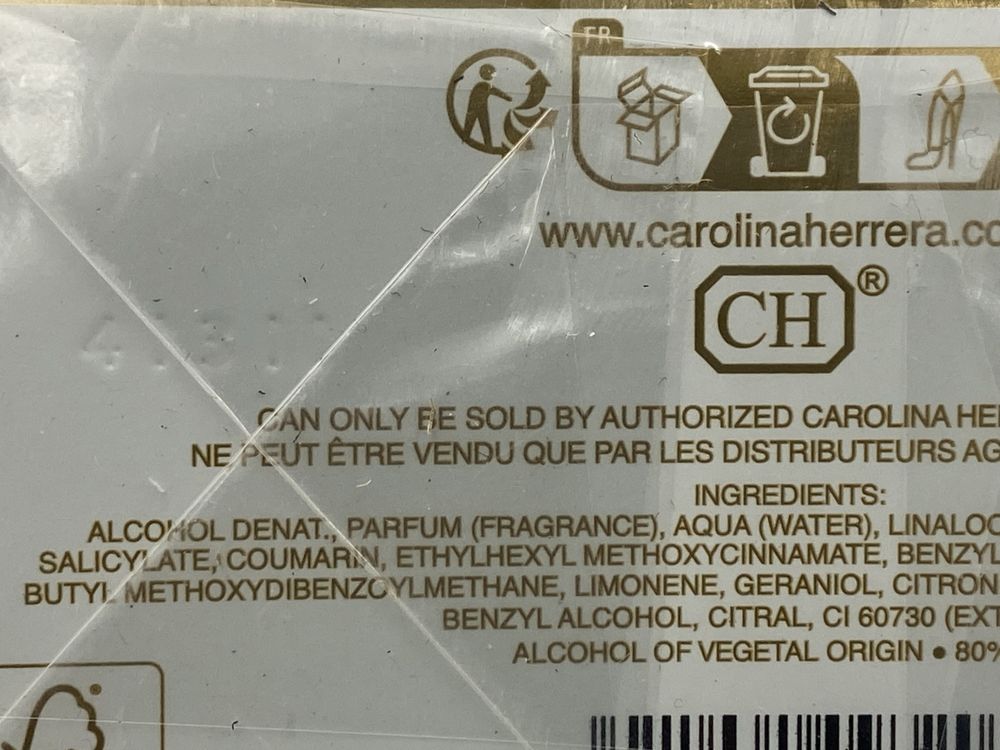 FR
www.carolinaherrera.co
CH®
CAN ONLY BE SOLD BY AUTHORIZED CAROLINA HE
NE PEUT ÊTRE VENDU QUE PAR LES DISTRIBUTEURS AG
INGREDIENTS:
ALCOHOL DENAT., PARFUM (FRAGRANCE), AQUA (WATER), LINALOO
SALICYLATE, COUMARIN, ETHYLHEXYL METHOXYCINNAMATE, BENZYL
BUTYL METHOXYDIBENZOYLMETHANE, LIMONENE, GERANIOL, CITRON
BENZYL ALCOHOL, CITRAL, CI 60730 (EXT
ALCOHOL OF VEGETAL ORIGIN • 80%